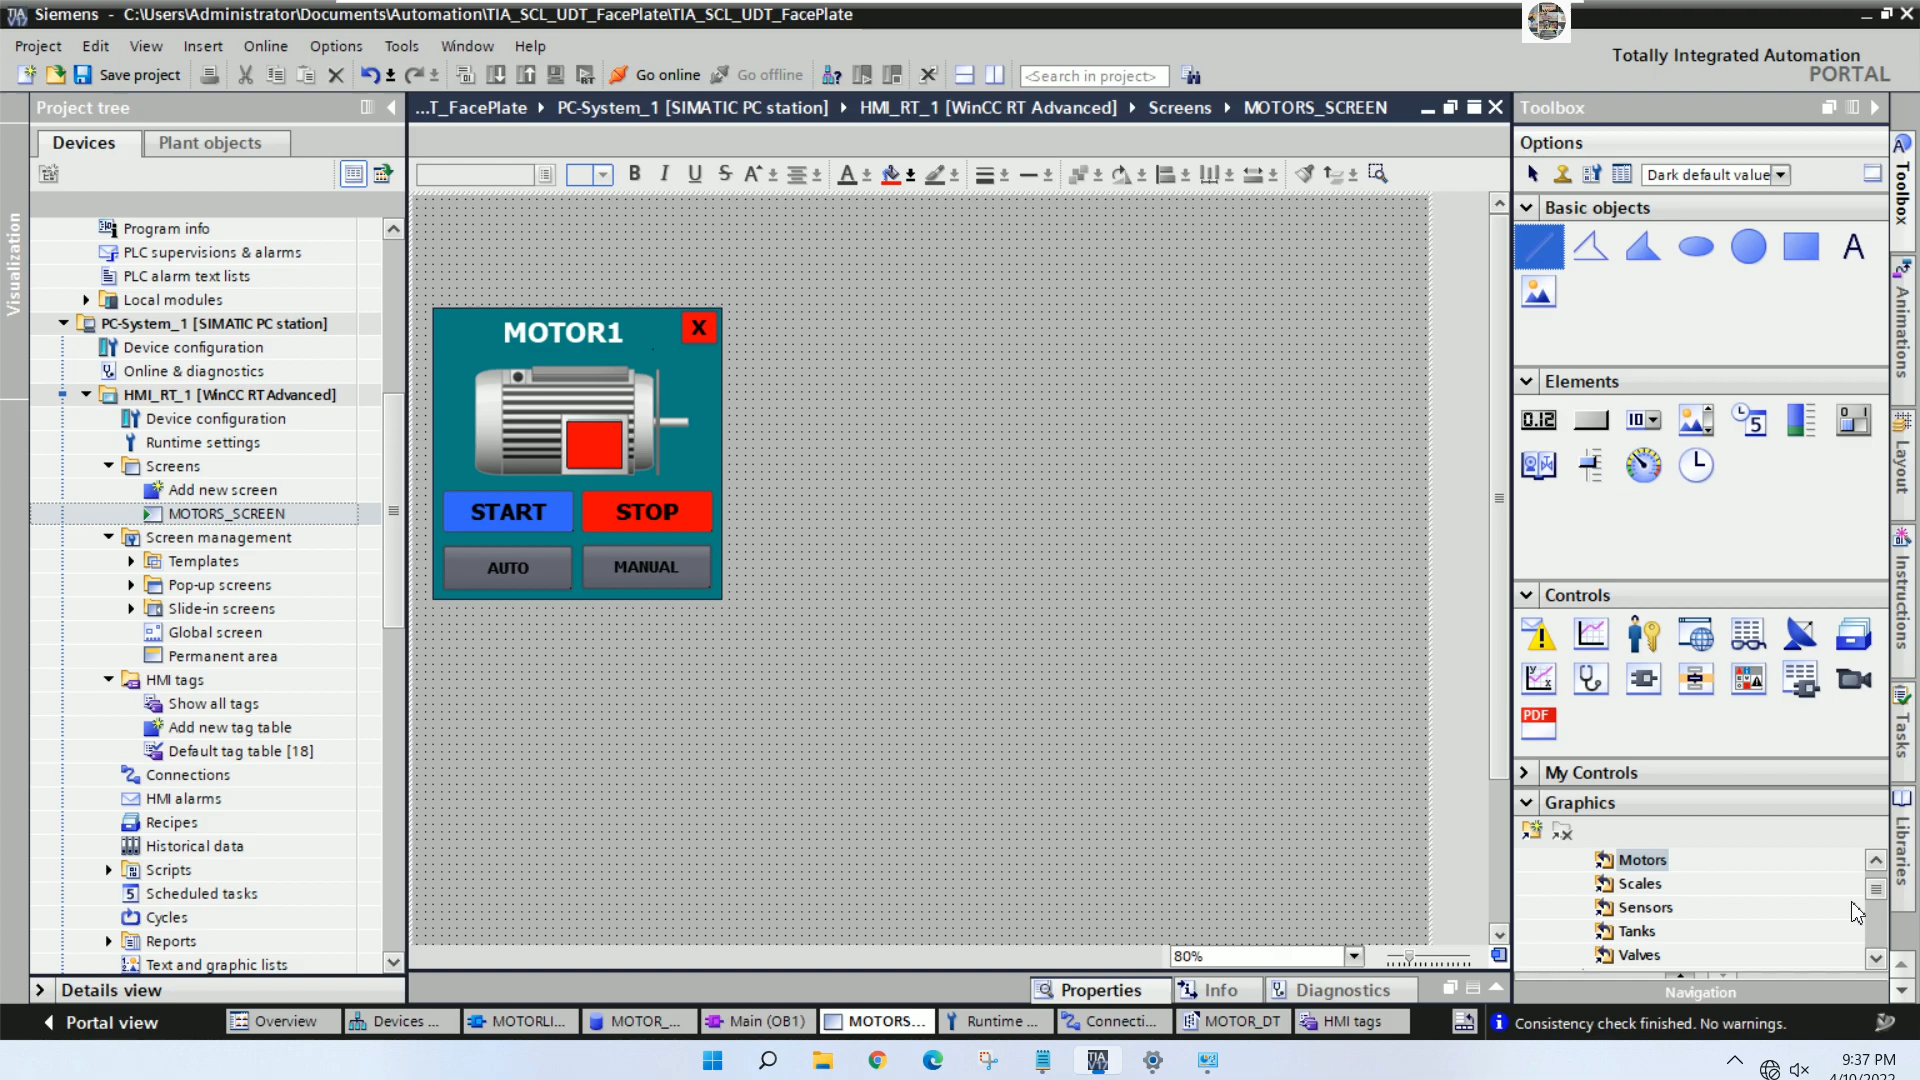 Siemens - C:\Users\Administrator\Documents\Automation\TIA_SCL_UDT_FacePlate\TIA_SCL_UDT_FacePlate
Project Edit View Insert Online Options Tools Window Help
Totally Integrated Automation
PORTAL
Save project
Go online
Go offline
<Search in project>
Project tree
...T_FacePlate
PC-System_1 [SIMATIC PC station]
HMI_RT_1 [WinCC RT Advanced]
Screens
MOTORS_SCREEN
Toolbox
Devices
Plant objects
Options
B I U S A
A
Dark default value
Visualization
Program info
PLC supervisions & alarms
PLC alarm text lists
Local modules
PC-System_1 [SIMATIC PC station]
Device configuration
Online & diagnostics
HMI_RT_1 [WinCC RT Advanced]
Device configuration
Runtime settings
Screens
Add new screen
MOTORS_SCREEN
Screen management
Templates
Pop-up screens
Slide-in screens
Global screen
Permanent area
HMI tags
Show all tags
Add new tag table
Default tag table [18]
Connections
HMI alarms
Recipes
Historical data
Scripts
Scheduled tasks
Cycles
Reports
Text and graphic lists
Details view
MOTOR1
X
START
STOP
AUTO
MANUAL
80%
Properties
Info
Diagnostics
Basic objects
A
Elements
0.12
10
5
0 1
Controls
PDF
My Controls
Graphics
Motors
Scales
Sensors
Tanks
Valves
Navigation
Toolbox
Animations
Layout
Instructions
Tasks
Libraries
Portal view
Overview
Devices ...
MOTORLI...
MOTOR_...
Main (OB1)
MOTORS...
Runtime ...
Connecti...
MOTOR_DT
HMI tags
Consistency check finished. No warnings.
TIA
V17
9:37 PM
4/10/2022